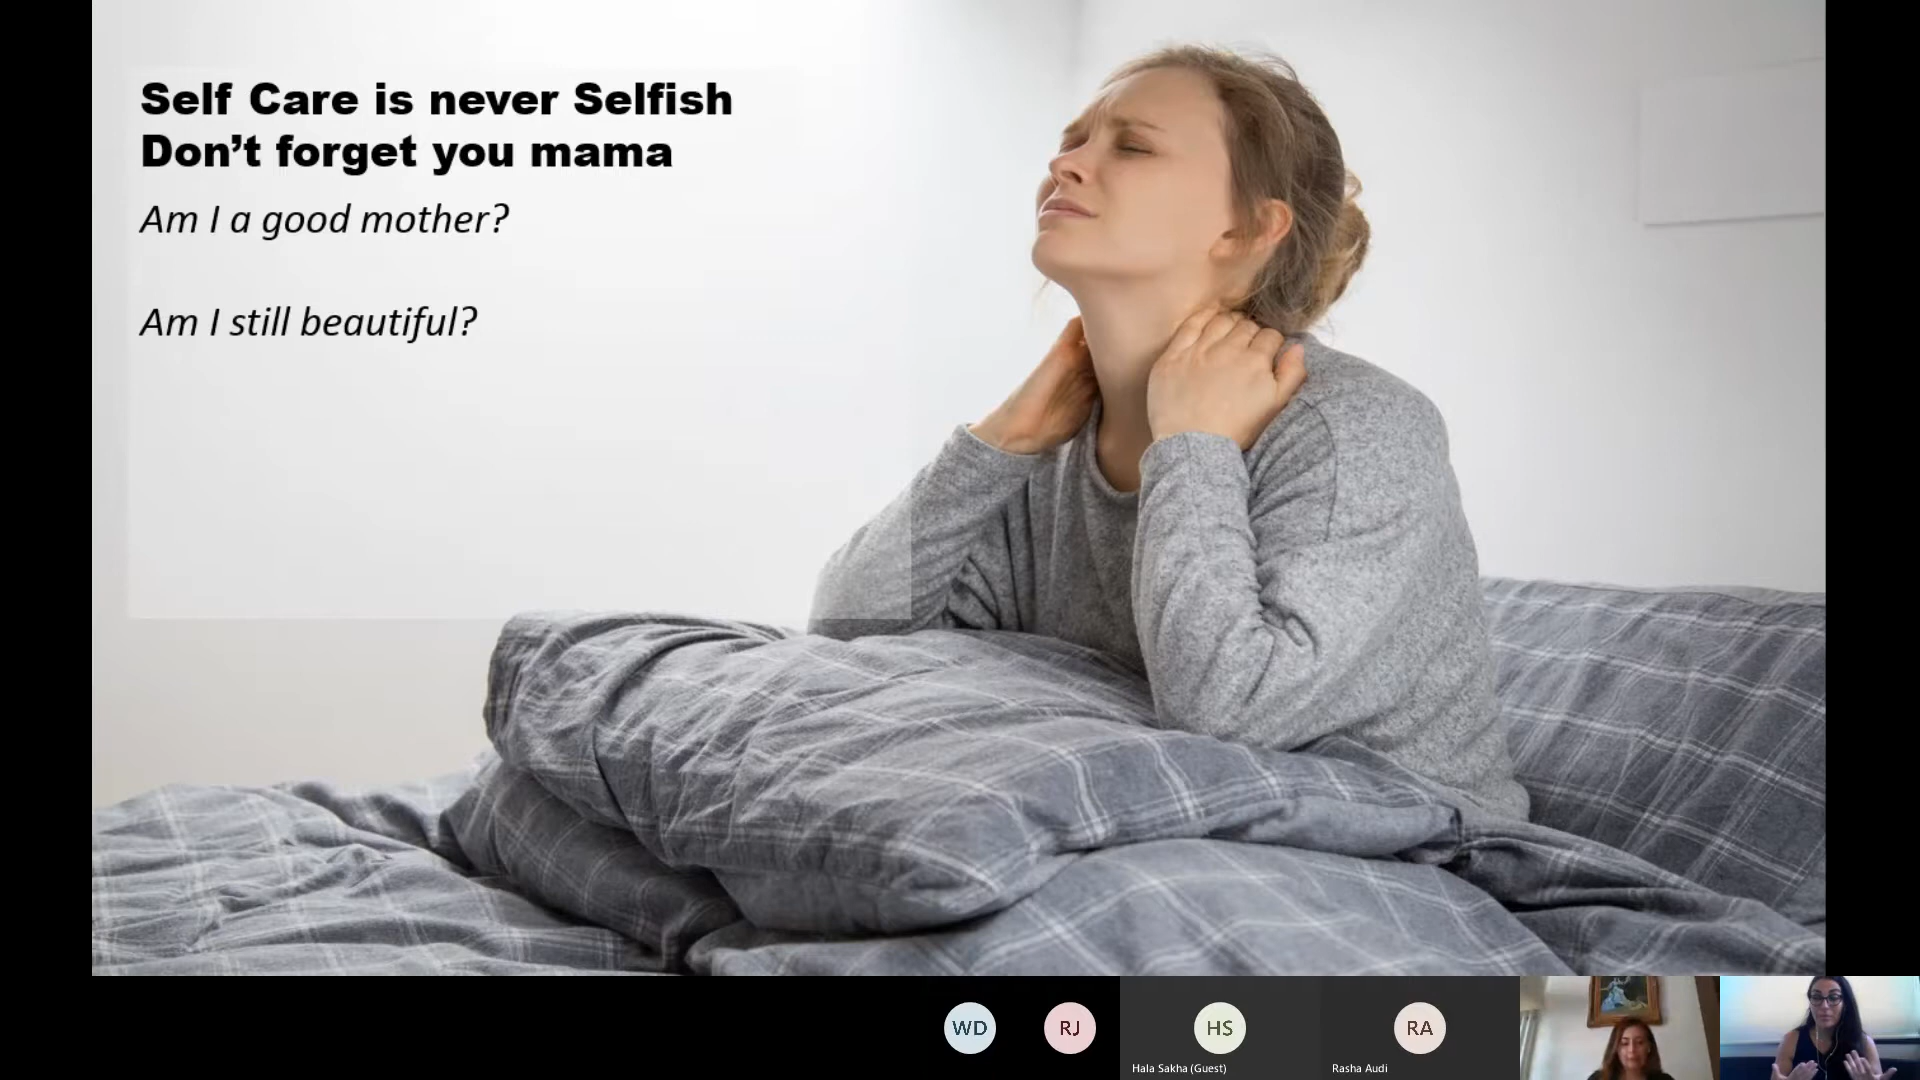 Self Care is never Selfish
Don’t forget you mama
Am I a good mother?
Am I still beautiful?
WD
RJ
HS
RA
Hala Sakha (Guest)
Rasha Audi